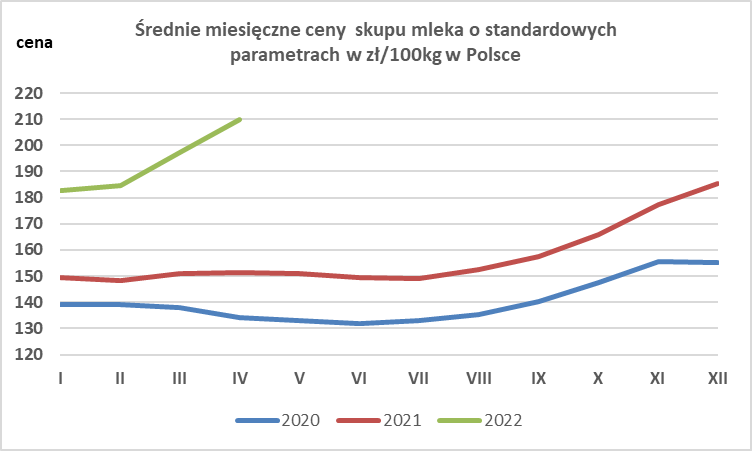 Średnie miesięczne ceny skupu mleka o standardowych
parametrach w zł/100kg w Polsce
cena
220
210
200
190
180
170
160
150
140
130
120
I II III IV V VI VII VIII IX X XI XII
2020 2021 2022